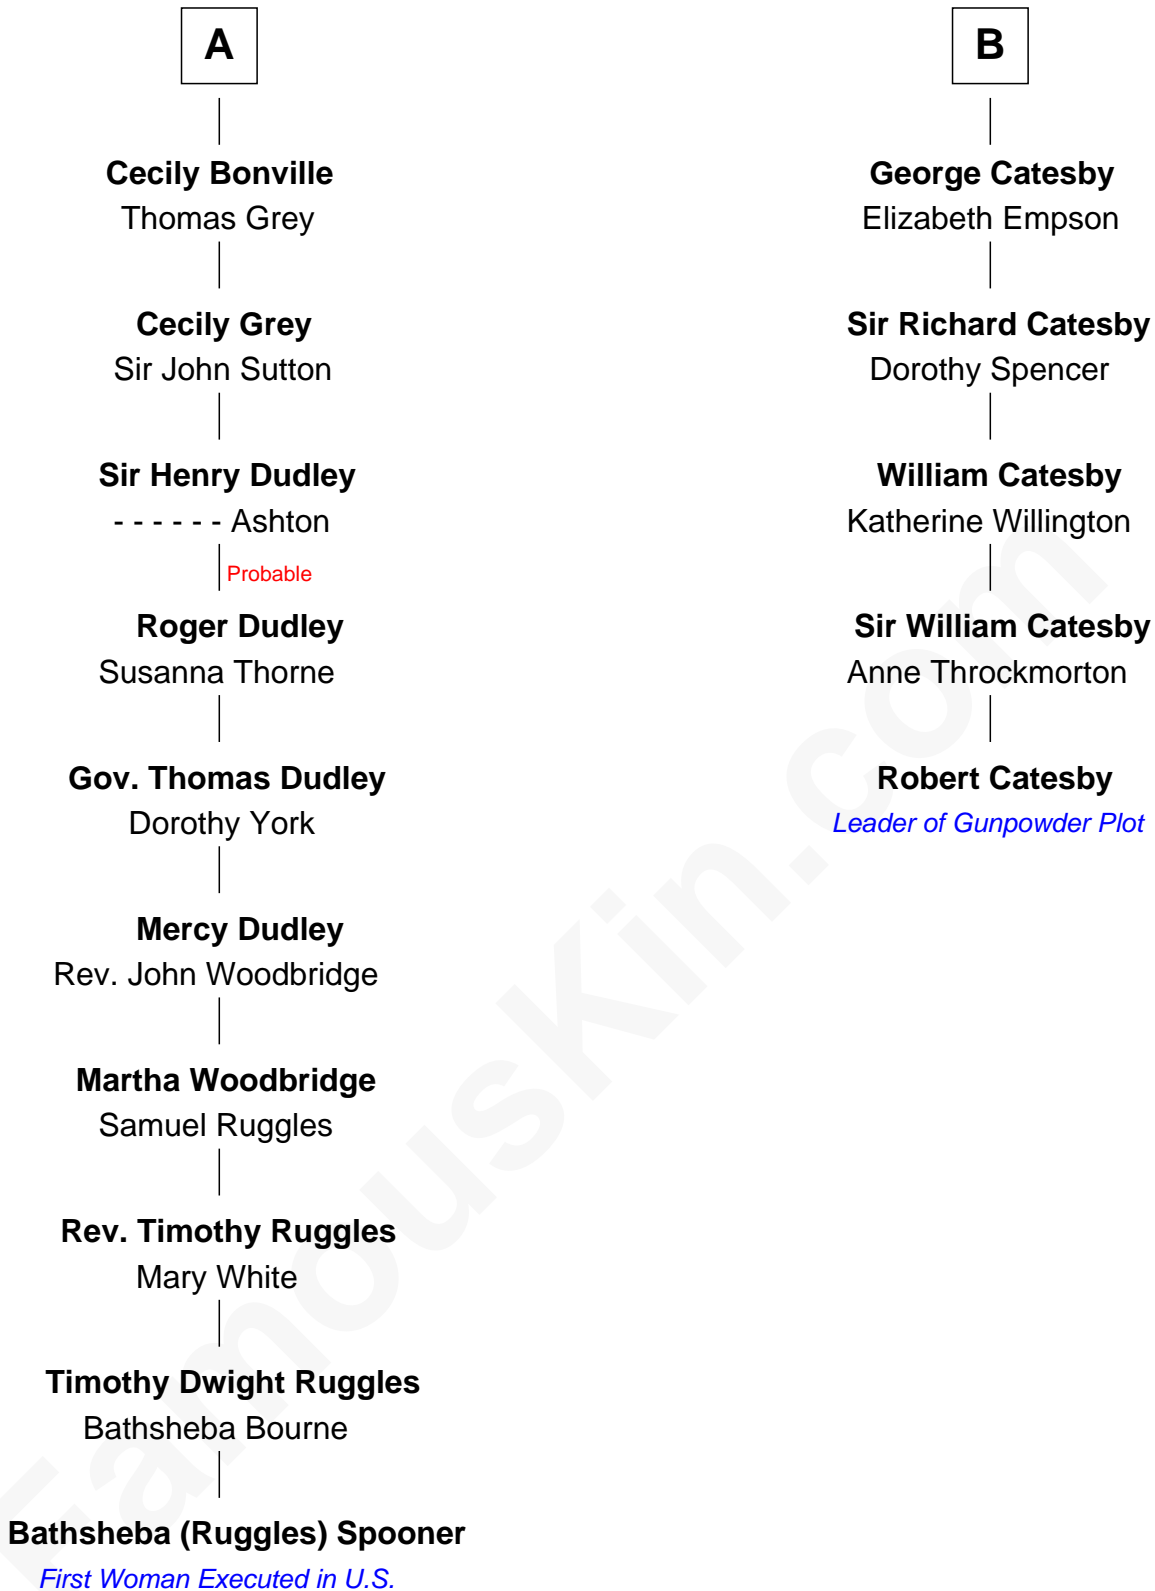 A
Cecily Bonville
Thomas Grey
Cecily Grey
Sir John Sutton
Sir Henry Dudley
- - - - - - Ashton
Probable
Roger Dudley
Susanna Thorne
Gov. Thomas Dudley
Dorothy York
Mercy Dudley
Rev. John Woodbridge
Martha Woodbridge
Samuel Ruggles
Rev. Timothy Ruggles
Mary White
Timothy Dwight Ruggles
Bathsheba Bourne
Bathsheba (Ruggles) Spooner
First Woman Executed in U.S.
B
George Catesby
Elizabeth Empson
Sir Richard Catesby
Dorothy Spencer
William Catesby
Katherine Willington
Sir William Catesby
Anne Throckmorton
Robert Catesby
Leader of Gunpowder Plot
FamousKin.com